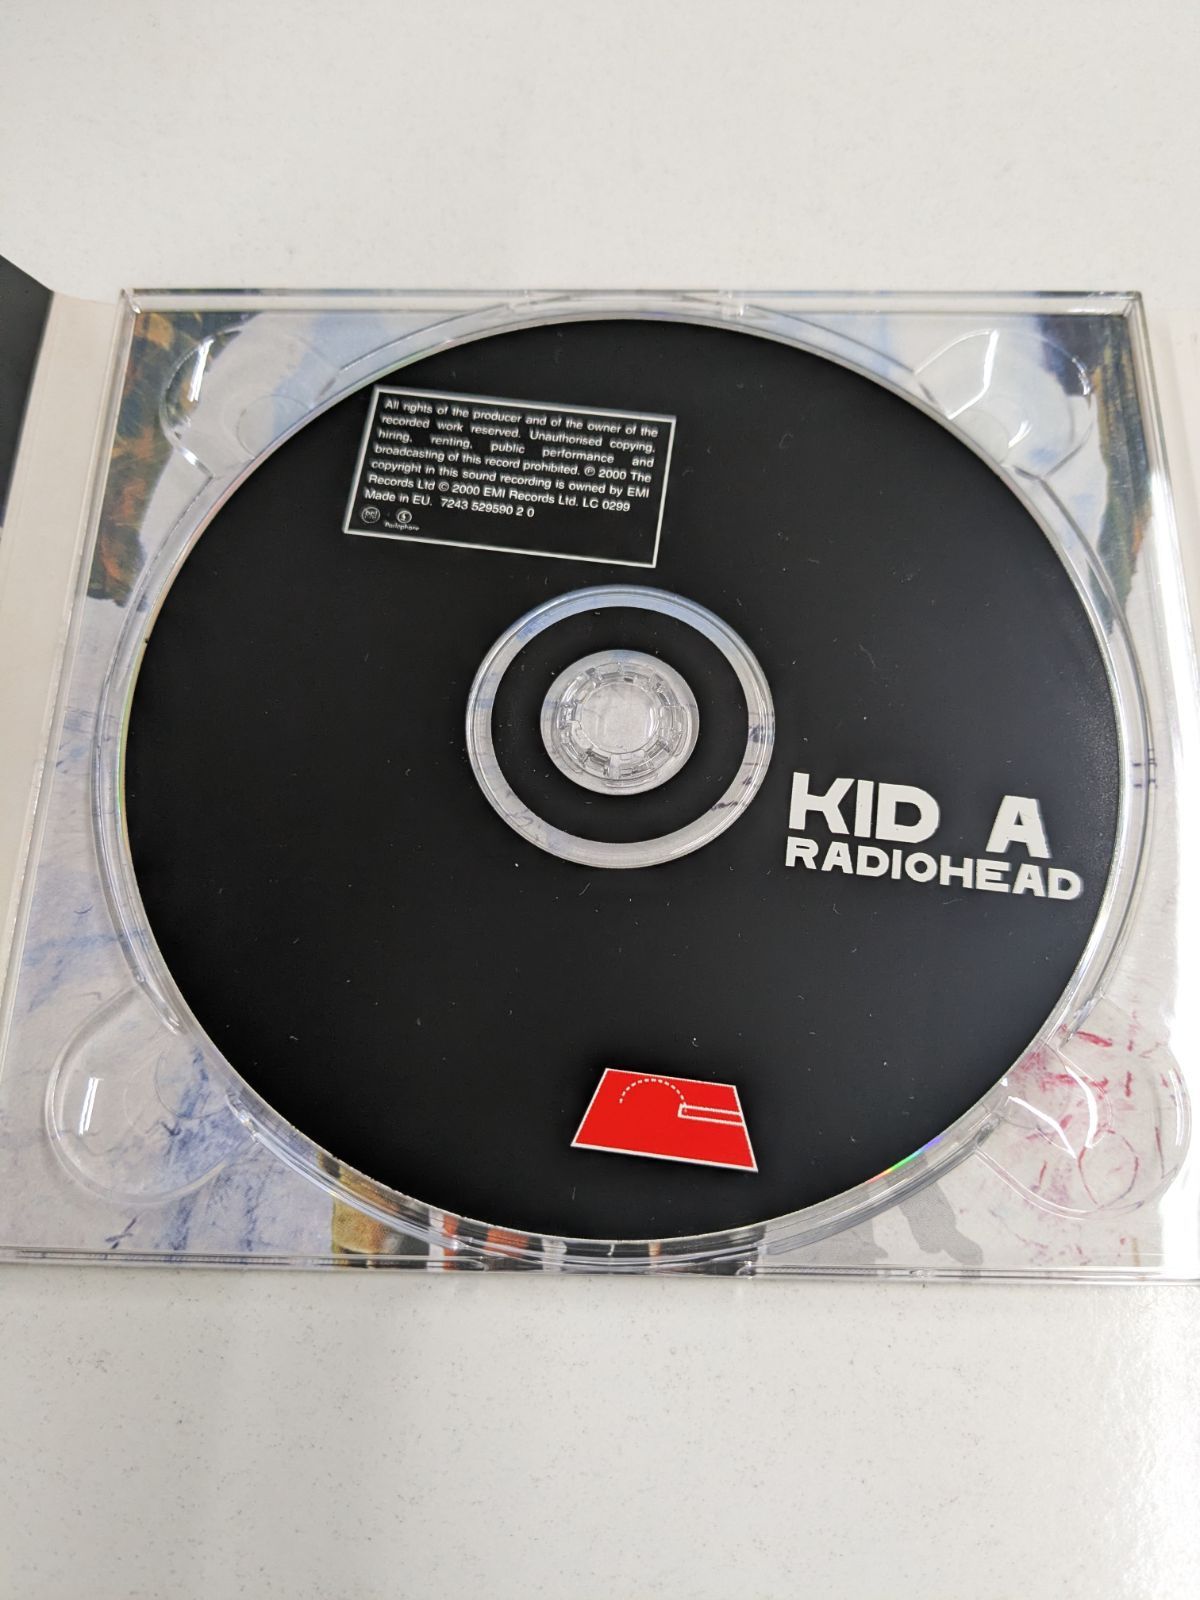 All rights of the producer and of the owner of the
recorded work reserved. Unauthorised copying,
hiring, renting, public performance and
broadcasting of this record prohibited. ℗ 2000 The
copyright in this sound recording is owned by EMI
Records Ltd © 2000 EMI Records Ltd. LC 0299
Made in EU. 7243 529590 2 0
Parlophone
KID A
RADIOHEAD